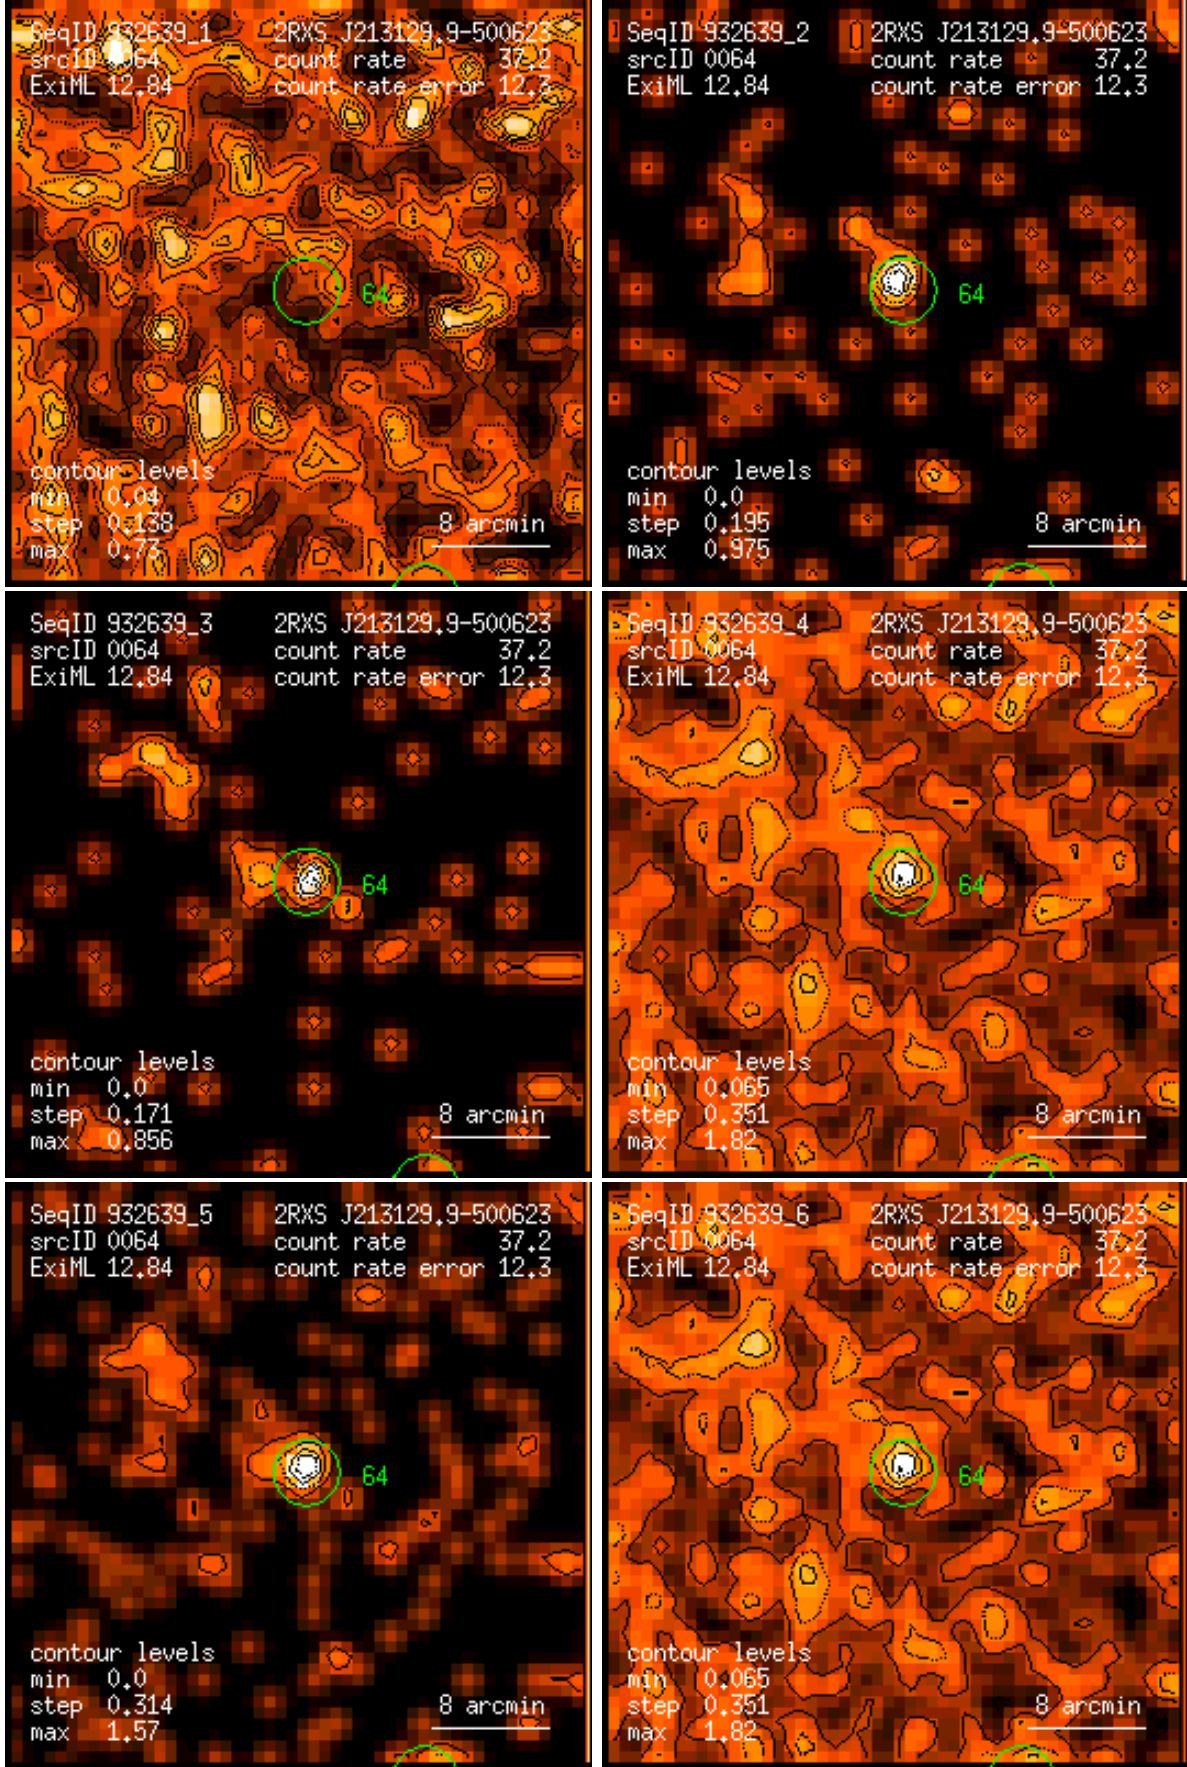 SeqID 932639_1 2RXS J213129.9-500623
srcID 0064 count rate 37.2
ExiML 12.84 count rate error 12.3
64
contour levels
min 0.04
step 0.138
max 0.73
8 arcmin
SeqID 932639_2 2RXS J213129.9-500623
srcID 0064 count rate 37.2
ExiML 12.84 count rate error 12.3
64
contour levels
min 0.0
step 0.195
max 0.975
8 arcmin
SeqID 932639_3 2RXS J213129.9-500623
srcID 0064 count rate 37.2
ExiML 12.84 count rate error 12.3
64
contour levels
min 0.0
step 0.171
max 0.856
8 arcmin
SeqID 932639_4 2RXS J213129.9-500623
srcID 0064 count rate 37.2
ExiML 12.84 count rate error 12.3
64
contour levels
min 0.065
step 0.351
max 1.82
8 arcmin
SeqID 932639_5 2RXS J213129.9-500623
srcID 0064 count rate 37.2
ExiML 12.84 count rate error 12.3
64
contour levels
min 0.0
step 0.314
max 1.57
8 arcmin
SeqID 932639_6 2RXS J213129.9-500623
srcID 0064 count rate 37.2
ExiML 12.84 count rate error 12.3
64
contour levels
min 0.065
step 0.351
max 1.82
8 arcmin